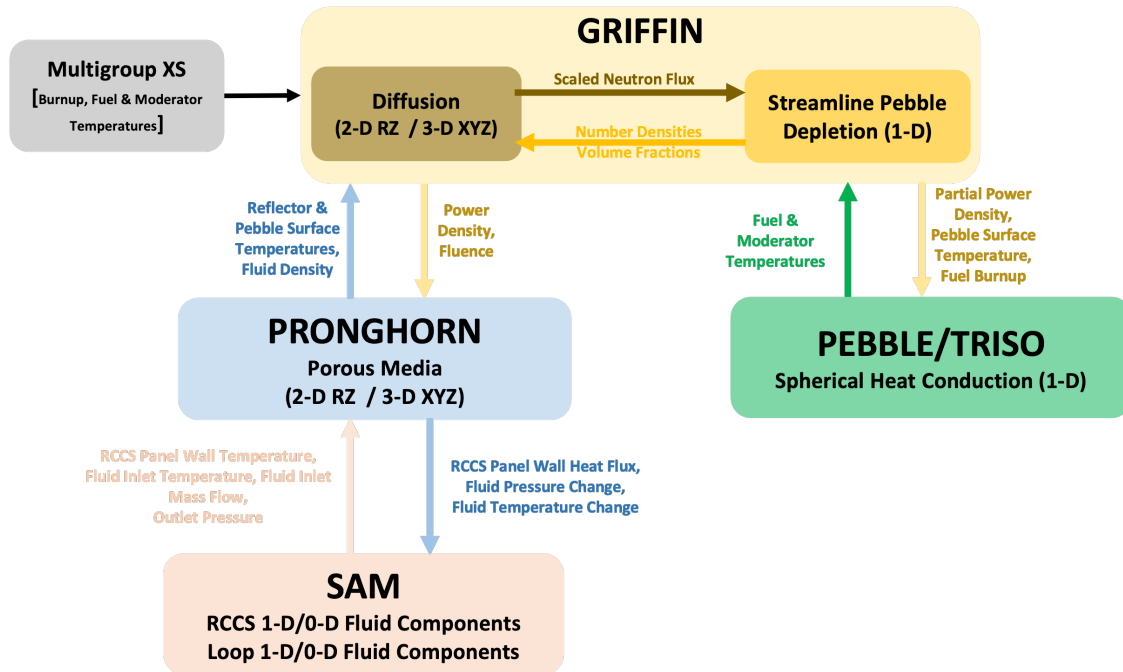 GRIFFIN
Multigroup XS
[Burnup, Fuel & Moderator
Temperatures]
Diffusion
(2-D RZ / 3-D XYZ)
Scaled Neutron Flux
Number Densities
Volume Fractions
Streamline Pebble
Depletion (1-D)
Reflector &
Pebble Surface
Temperatures,
Fluid Density
Power
Density,
Fluence
Fuel &
Moderator
Temperatures
Partial Power
Density,
Pebble Surface
Temperature,
Fuel Burnup
PRONGHORN
Porous Media
(2-D RZ / 3-D XYZ)
PEBBLE/TRISO
Spherical Heat Conduction (1-D)
RCCS Panel Wall Temperature,
Fluid Inlet Temperature, Fluid Inlet
Mass Flow,
Outlet Pressure
RCCS Panel Wall Heat Flux,
Fluid Pressure Change,
Fluid Temperature Change
SAM
RCCS 1-D/0-D Fluid Components
Loop 1-D/0-D Fluid Components